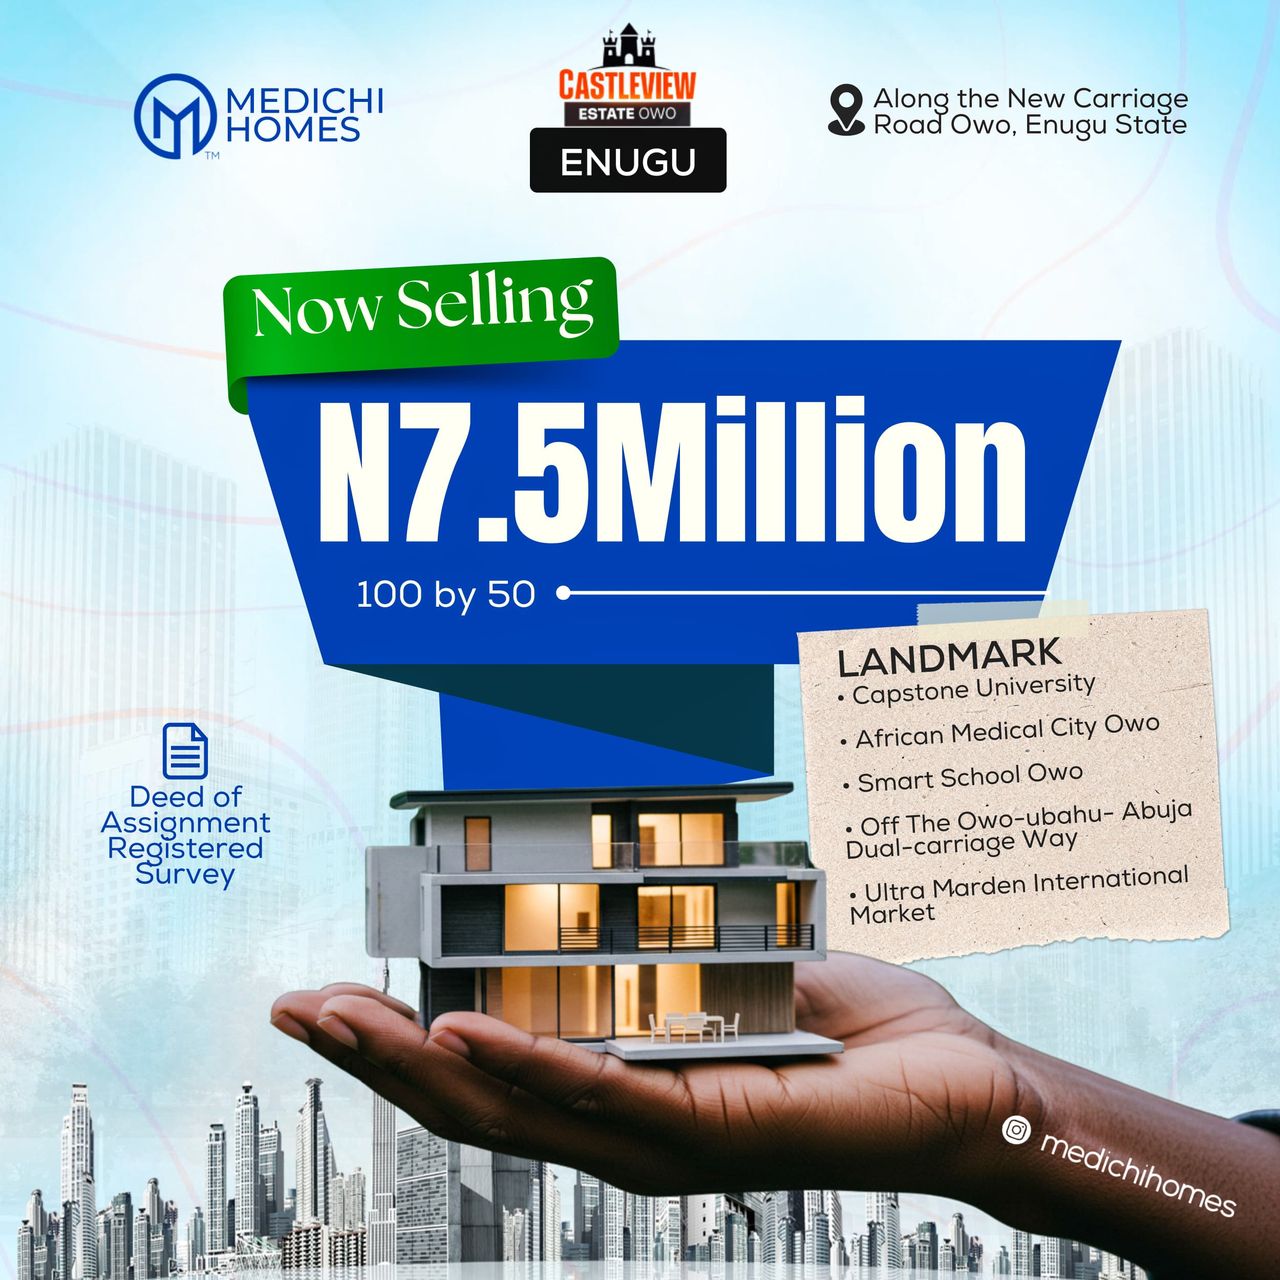 MEDICHI
HOMES
TM
CASTLEVIEW
ESTATE OWO
ENUGU
Along the New Carriage
Road Owo, Enugu State
Now Selling
N7.5Million
100 by 50
LANDMARK
• Capstone University
• African Medical City Owo
• Smart School Owo
• Off The Owo-ubahu- Abuja
Dual-carriage Way
• Ultra Marden International
Market
Deed of
Assignment
Registered
Survey
medichihomes